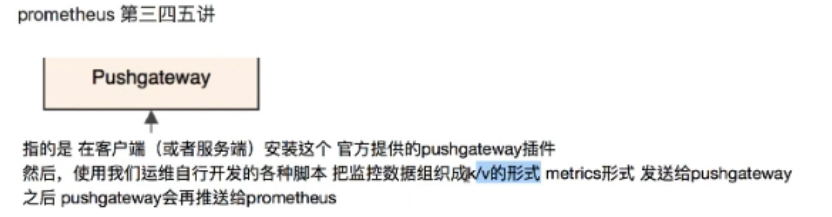 prometheus 第三四五讲
Pushgateway
指的是 在客户端（或者服务端）安装这个 官方提供的pushgateway插件
然后，使用我们运维自行开发的各种脚本 把监控数据组织成k/v的形式 metrics形式 发送给pushgateway
之后 pushgateway会再推送给prometheus